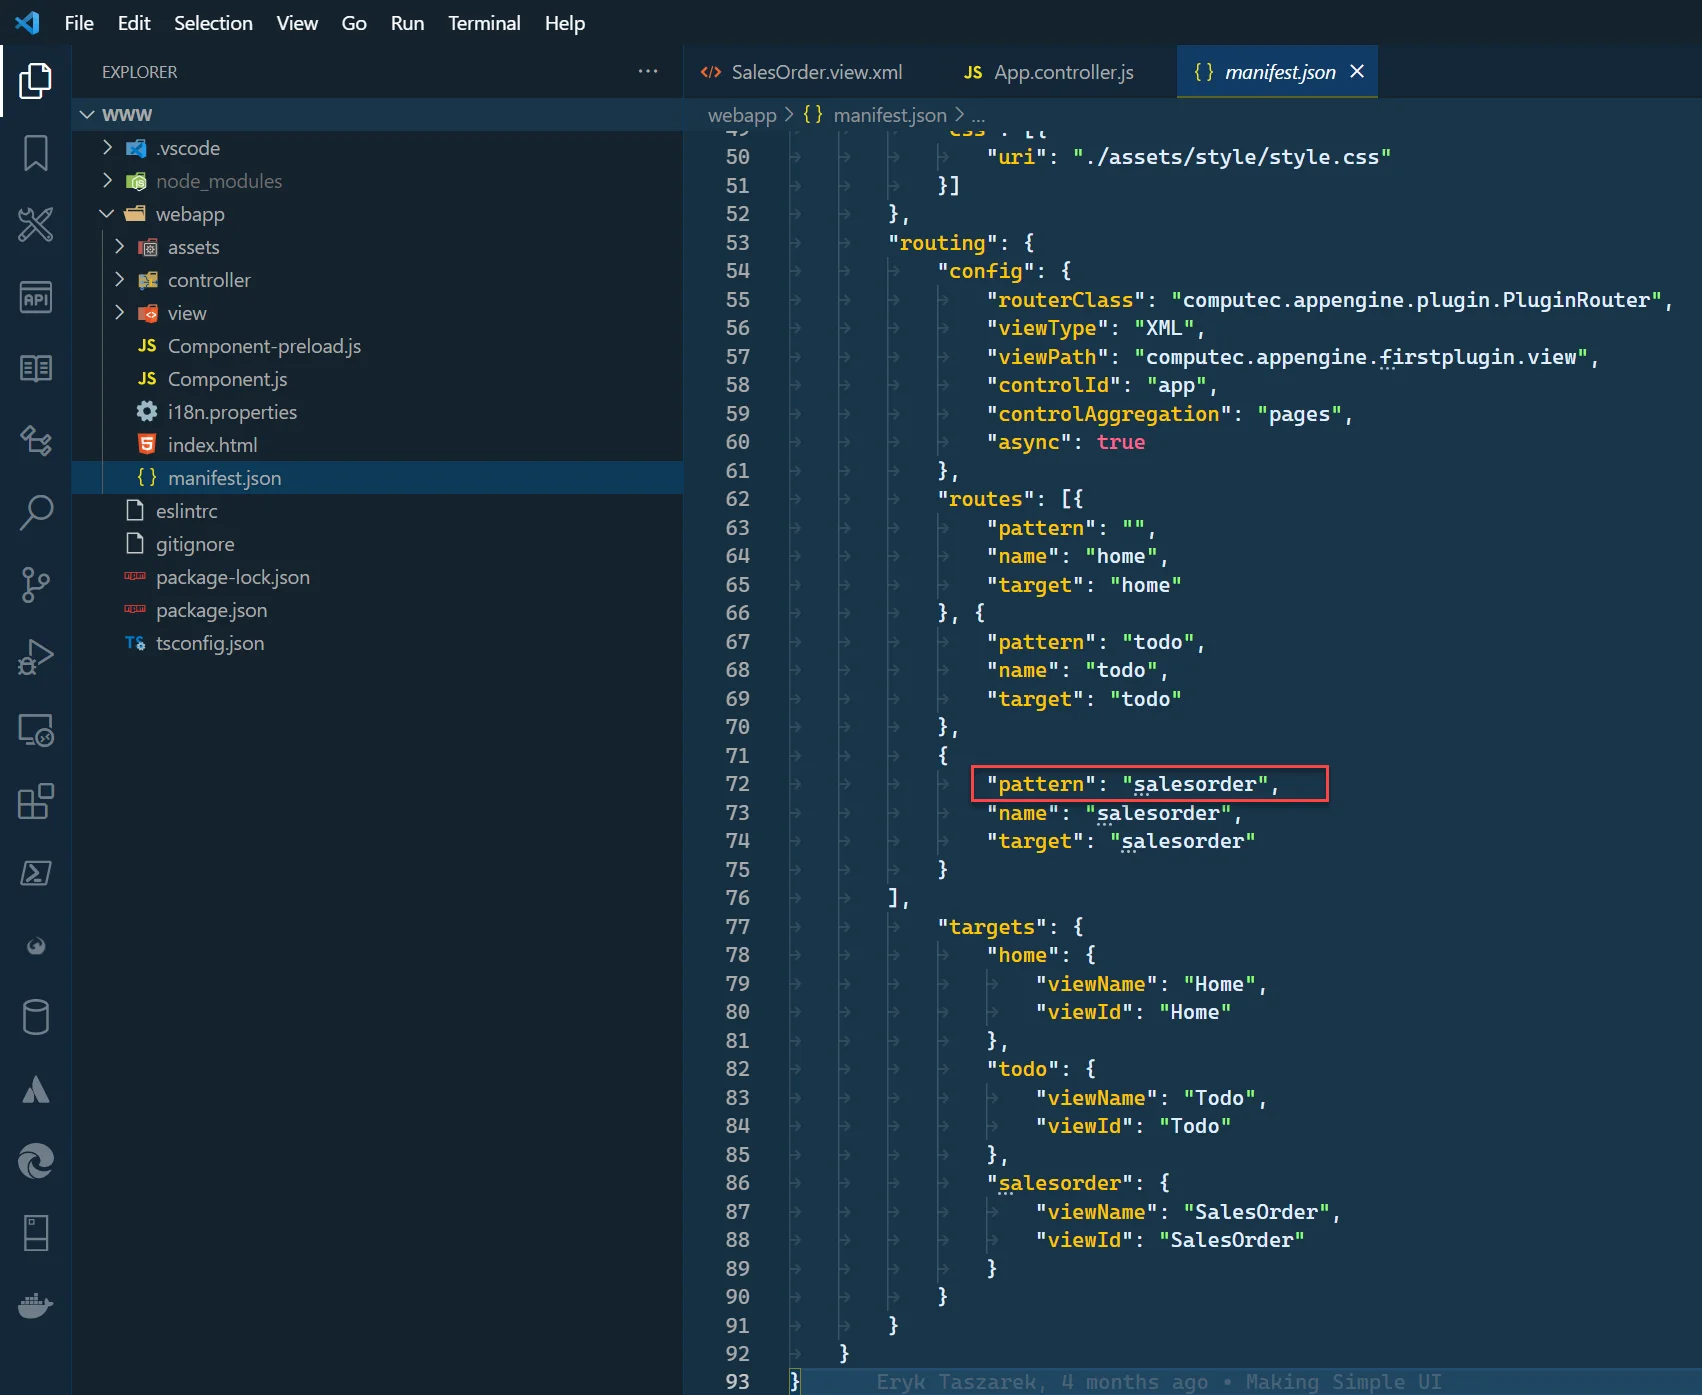 File Edit Selection View Go Run Terminal Help
EXPLORER
WWW
.vscode
node_modules
webapp
assets
controller
view
JS Component-preload.js
JS Component.js
i18n.properties
index.html
{} manifest.json
eslintrc
gitignore
package-lock.json
package.json
TS tsconfig.json
API
SalesOrder.view.xml
JS App.controller.js
{} manifest.json
webapp > {} manifest.json > ...
49 "css": [{
50 "uri": "./assets/style/style.css"
51 }]
52 },
53 "routing": {
54 "config": {
55 "routerClass": "computec.appengine.plugin.PluginRouter",
56 "viewType": "XML",
57 "viewPath": "computec.appengine.firstplugin.view",
58 "controlId": "app",
59 "controlAggregation": "pages",
60 "async": true
61 },
62 "routes": [{
63 "pattern": "",
64 "name": "home",
65 "target": "home"
66 }, {
67 "pattern": "todo",
68 "name": "todo",
69 "target": "todo"
70 },
71 {
72 "pattern": "salesorder",
73 "name": "salesorder",
74 "target": "salesorder"
75 }
76 ],
77 "targets": {
78 "home": {
79 "viewName": "Home",
80 "viewId": "Home"
81 },
82 "todo": {
83 "viewName": "Todo",
84 "viewId": "Todo"
85 },
86 "salesorder": {
87 "viewName": "SalesOrder",
88 "viewId": "SalesOrder"
89 }
90 }
91 }
92 }
93 } Eryk Taszarek, 4 months ago • Making Simple UI